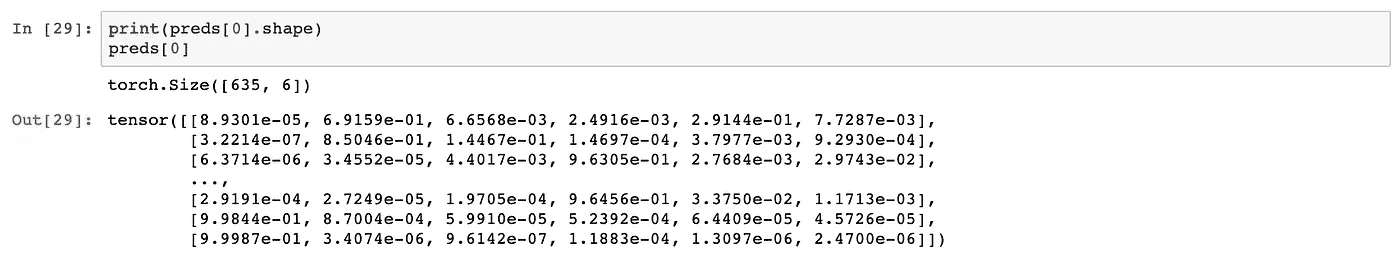 In [29]: print(preds[0].shape)
preds[0]
torch.Size([635, 6])
Out[29]: tensor([[8.9301e-05, 6.9159e-01, 6.6568e-03, 2.4916e-03, 2.9144e-01, 7.7287e-03],
[3.2214e-07, 8.5046e-01, 1.4467e-01, 1.4697e-04, 3.7977e-03, 9.2930e-04],
[6.3714e-06, 3.4552e-05, 4.4017e-03, 9.6305e-01, 2.7684e-03, 2.9743e-02],
...,
[2.9191e-04, 2.7249e-05, 1.9705e-04, 9.6456e-01, 3.3750e-02, 1.1713e-03],
[9.9844e-01, 8.7004e-04, 5.9910e-05, 5.2392e-04, 6.4409e-05, 4.5726e-05],
[9.9987e-01, 3.4074e-06, 9.6142e-07, 1.1883e-04, 1.3097e-06, 2.4700e-06]])